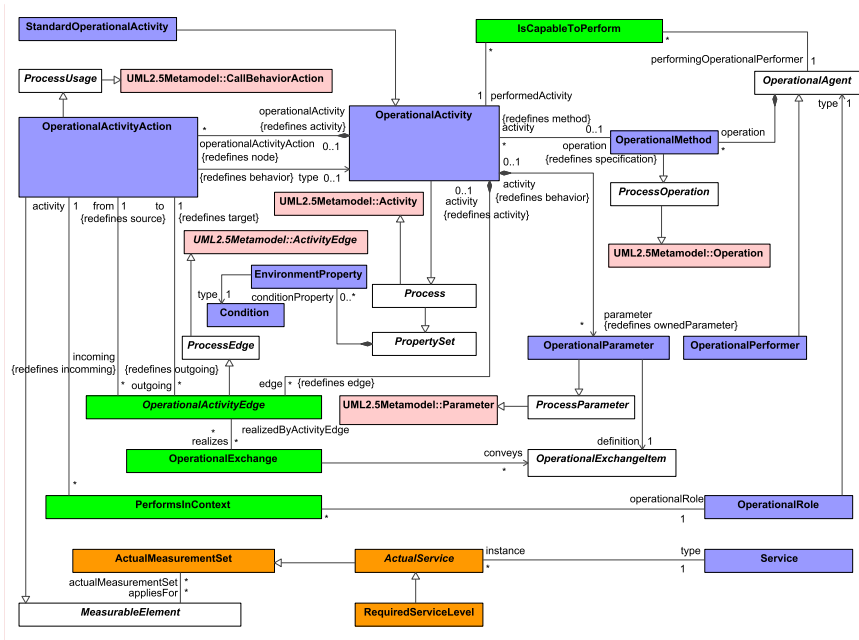 StandardOperationalActivity
IsCapableToPerform
*
*
performingOperationalPerformer
1
ProcessUsage
UML2.5Metamodel::CallBehaviorAction
OperationalAgent
type
1
1
performedActivity
operationalActivity
{redefines activity}
OperationalActivity
{redefines method}
activity
0..1
*
OperationalActivityAction
*
0..1
operationalActivityAction
{redefines node}
operation
{redefines specification}
OperationalMethod
operation
*
{redefines behavior}
type
0..1
0..1
activity
{redefines behavior}
0..1
activity
{redefines activity}
ProcessOperation
activity
1
from
1
{redefines source}
to
1
{redefines target}
UML2.5Metamodel::Activity
UML2.5Metamodel::ActivityEdge
UML2.5Metamodel::Operation
EnvironmentProperty
type
1
conditionProperty
0..*
Condition
Process
PropertySet
parameter
*
{redefines ownedParameter}
ProcessEdge
OperationalParameter
OperationalPerformer
incoming
{redefines incomming}
*
{redefines outgoing}
outgoing
*
edge
*
{redefines edge}
OperationalActivityEdge
UML2.5Metamodel::Parameter
ProcessParameter
*
realizedByActivityEdge
realizes
*
definition
1
OperationalExchange
conveys
*
OperationalExchangeItem
*
PerformsInContext
*
operationalRole
1
OperationalRole
ActualMeasurementSet
ActualService
instance
*
type
1
Service
actualMeasurementSet
*
appliesFor
*
MeasurableElement
RequiredServiceLevel